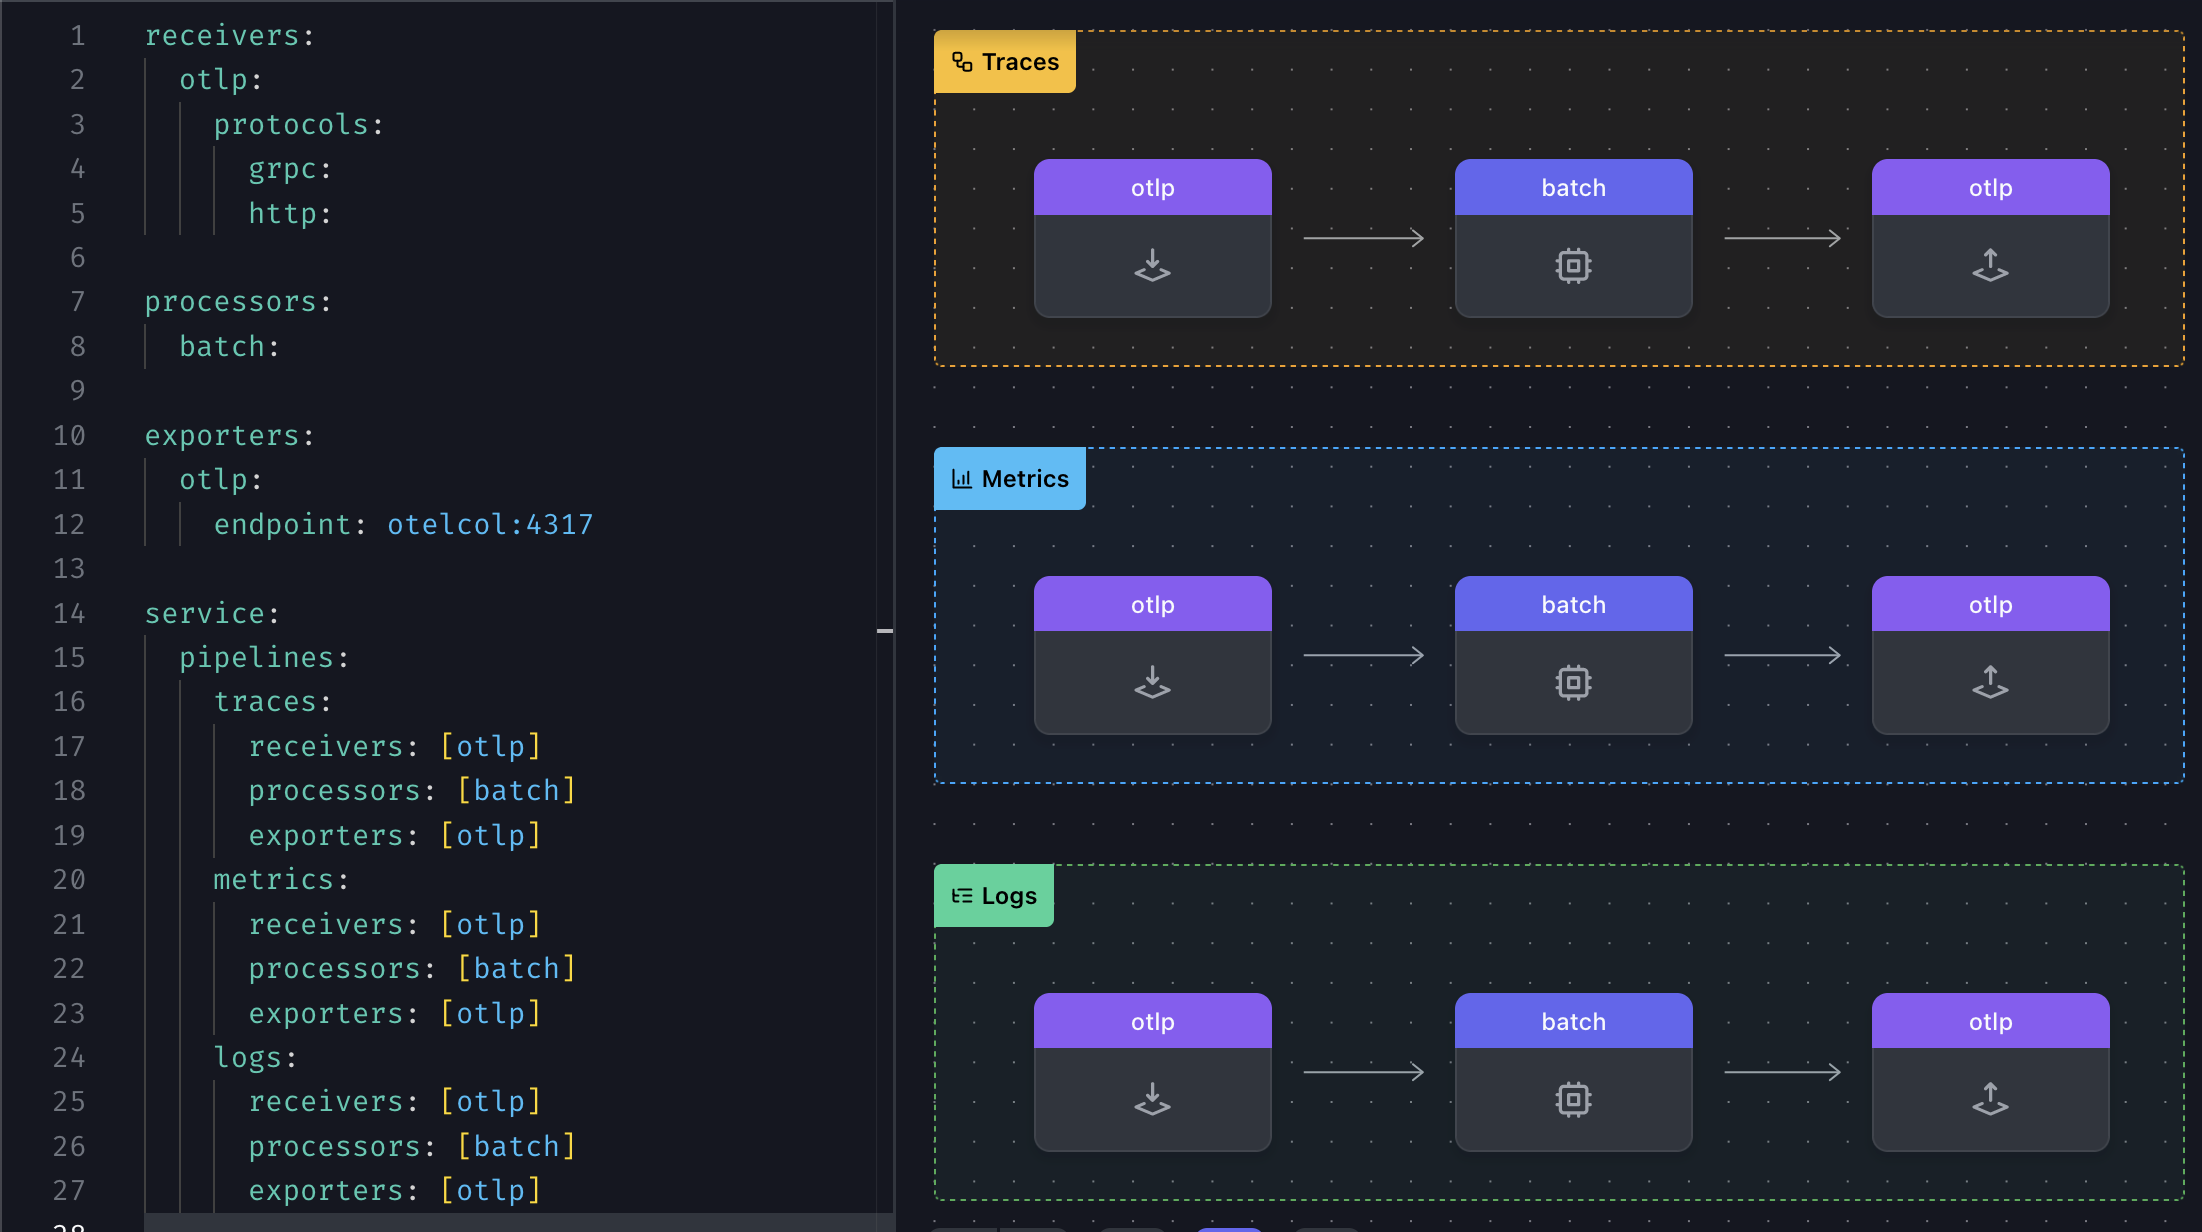 1 receivers:
2 otlp:
3 protocols:
4 grpc:
5 http:
6
7 processors:
8 batch:
9
10 exporters:
11 otlp:
12 endpoint: otelcol:4317
13
14 service:
15 pipelines:
16 traces:
17 receivers: [otlp]
18 processors: [batch]
19 exporters: [otlp]
20 metrics:
21 receivers: [otlp]
22 processors: [batch]
23 exporters: [otlp]
24 logs:
25 receivers: [otlp]
26 processors: [batch]
27 exporters: [otlp]
28
Traces
otlp batch otlp
Metrics
otlp batch otlp
Logs
otlp batch otlp